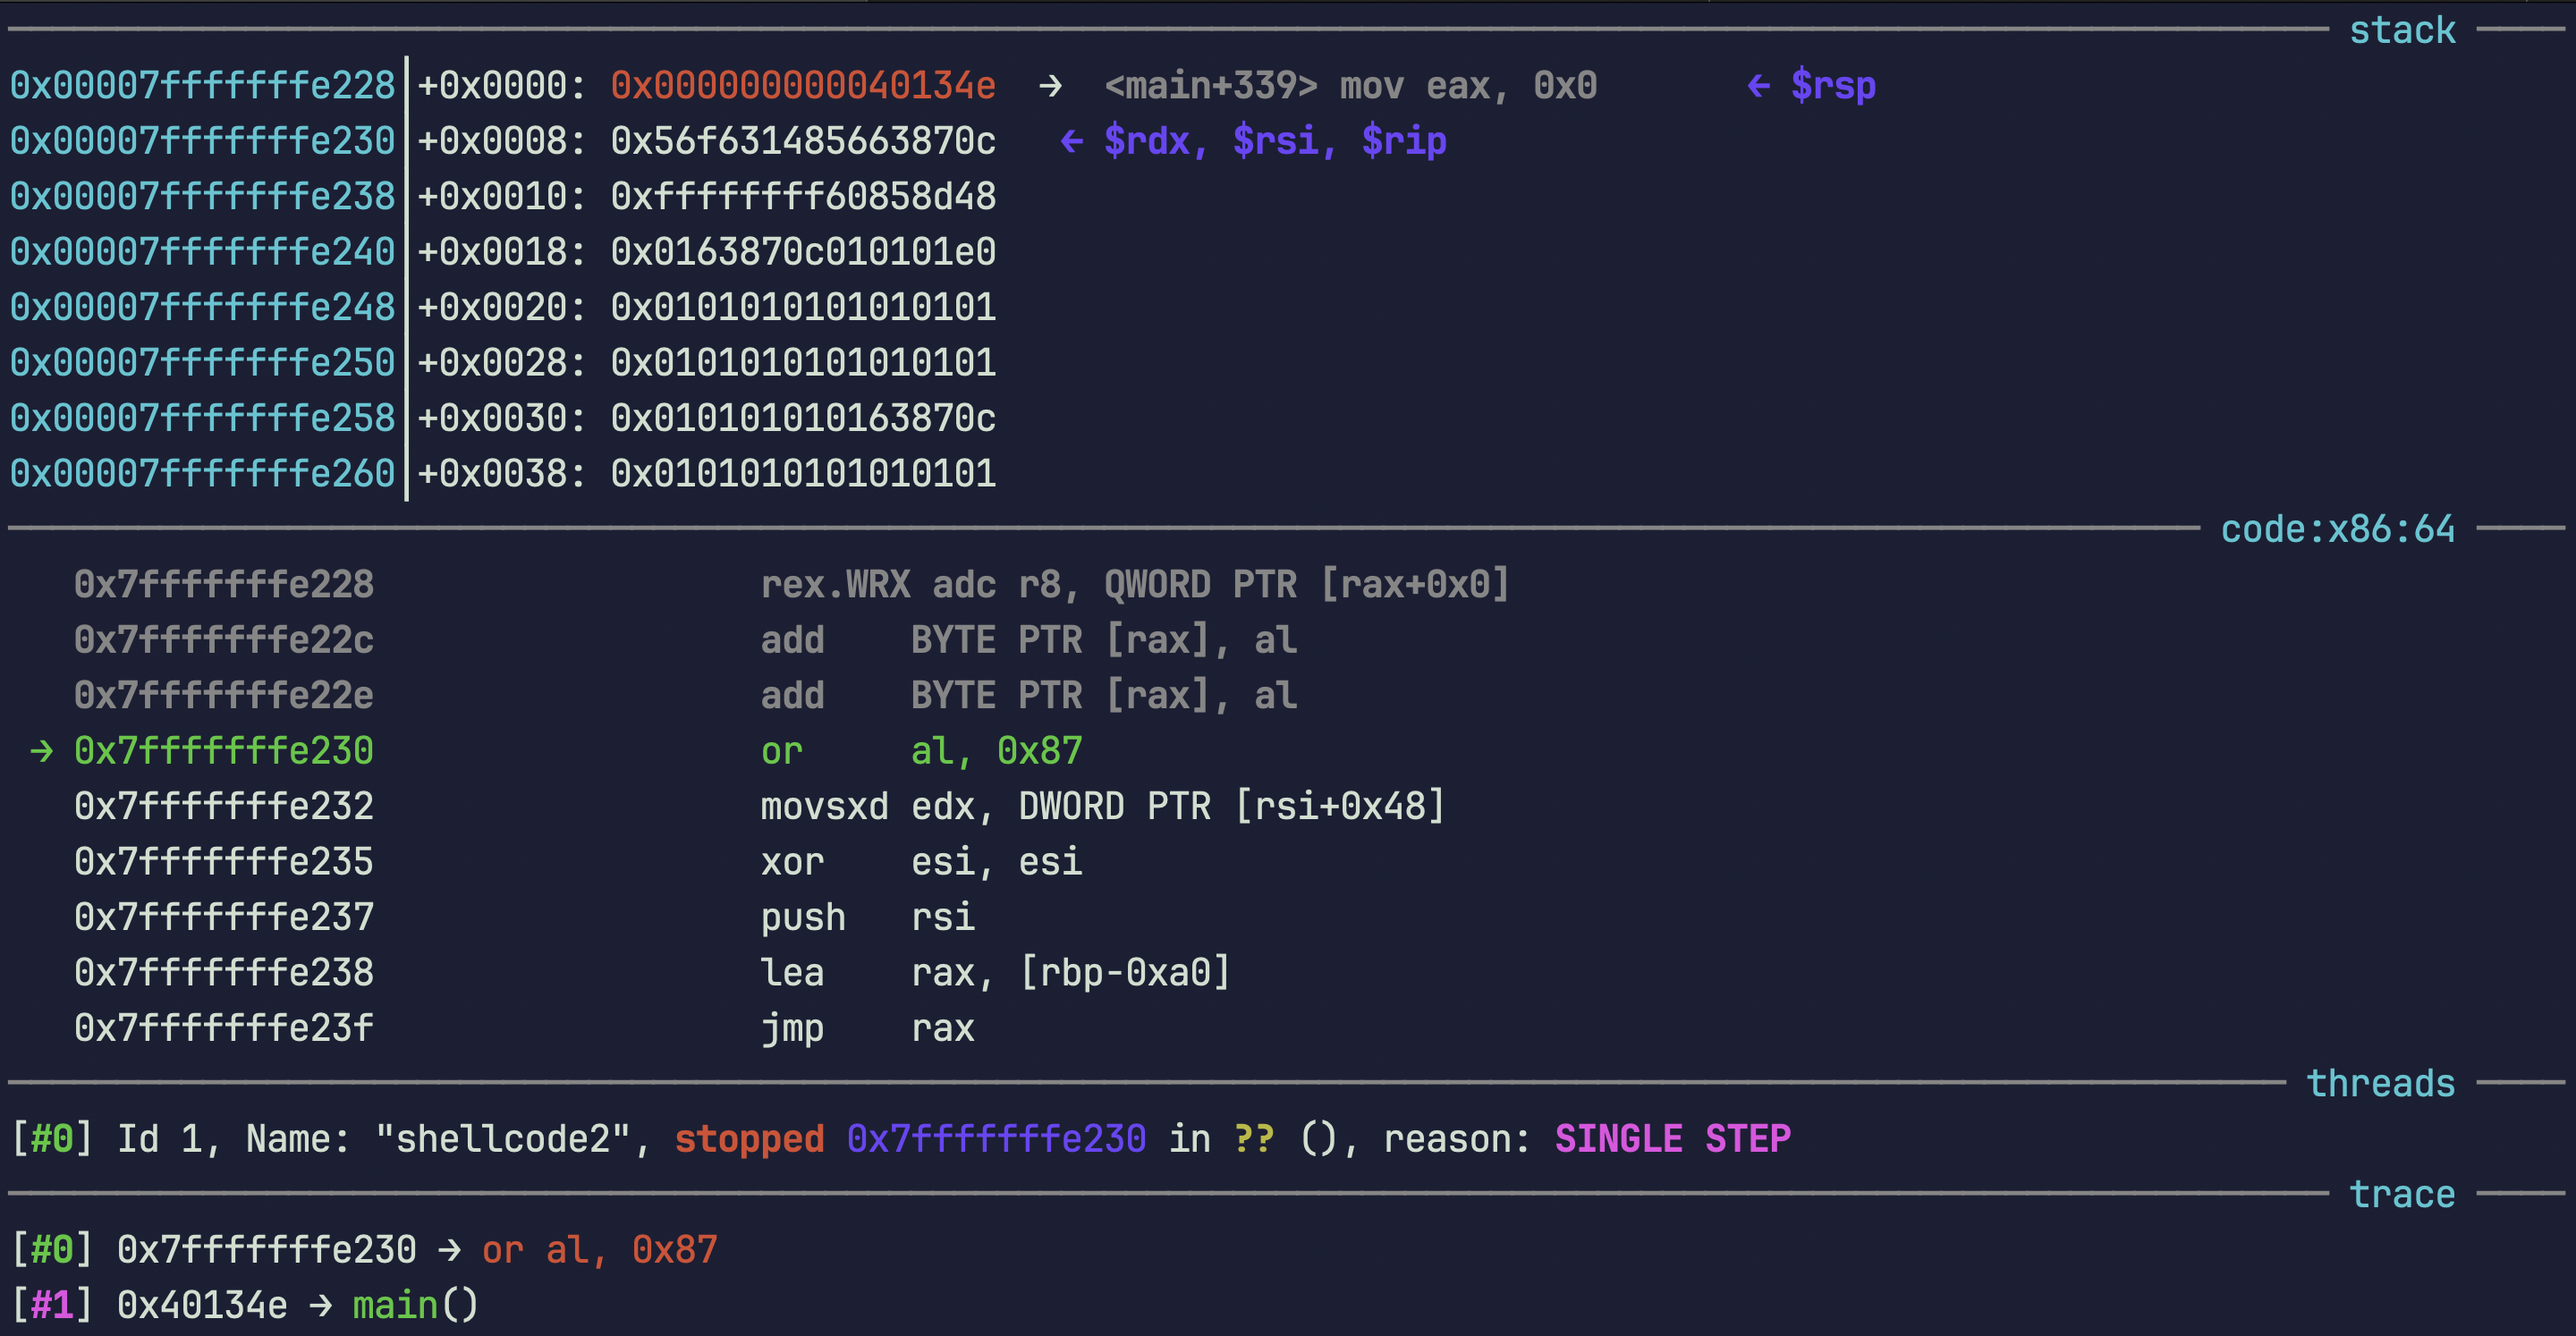 stack
0x00007fffffffe228│+0x0000: 0x000000000040134e  →  <main+339> mov eax, 0x0       ← $rsp
0x00007fffffffe230│+0x0008: 0x56f631485663870c   ← $rdx, $rsi, $rip
0x00007fffffffe238│+0x0010: 0xffffffff60858d48
0x00007fffffffe240│+0x0018: 0x0163870c010101e0
0x00007fffffffe248│+0x0020: 0x0101010101010101
0x00007fffffffe250│+0x0028: 0x0101010101010101
0x00007fffffffe258│+0x0030: 0x010101010163870c
0x00007fffffffe260│+0x0038: 0x0101010101010101
code:x86:64
0x7fffffffe228 rex.WRX adc r8, QWORD PTR [rax+0x0]
0x7fffffffe22c add BYTE PTR [rax], al
0x7fffffffe22e add BYTE PTR [rax], al
→ 0x7fffffffe230 or al, 0x87
0x7fffffffe232 movsxd edx, DWORD PTR [rsi+0x48]
0x7fffffffe235 xor esi, esi
0x7fffffffe237 push rsi
0x7fffffffe238 lea rax, [rbp-0xa0]
0x7fffffffe23f jmp rax
threads
[#0] Id 1, Name: "shellcode2", stopped 0x7fffffffe230 in ?? (), reason: SINGLE STEP
trace
[#0] 0x7fffffffe230 → or al, 0x87
[#1] 0x40134e → main()